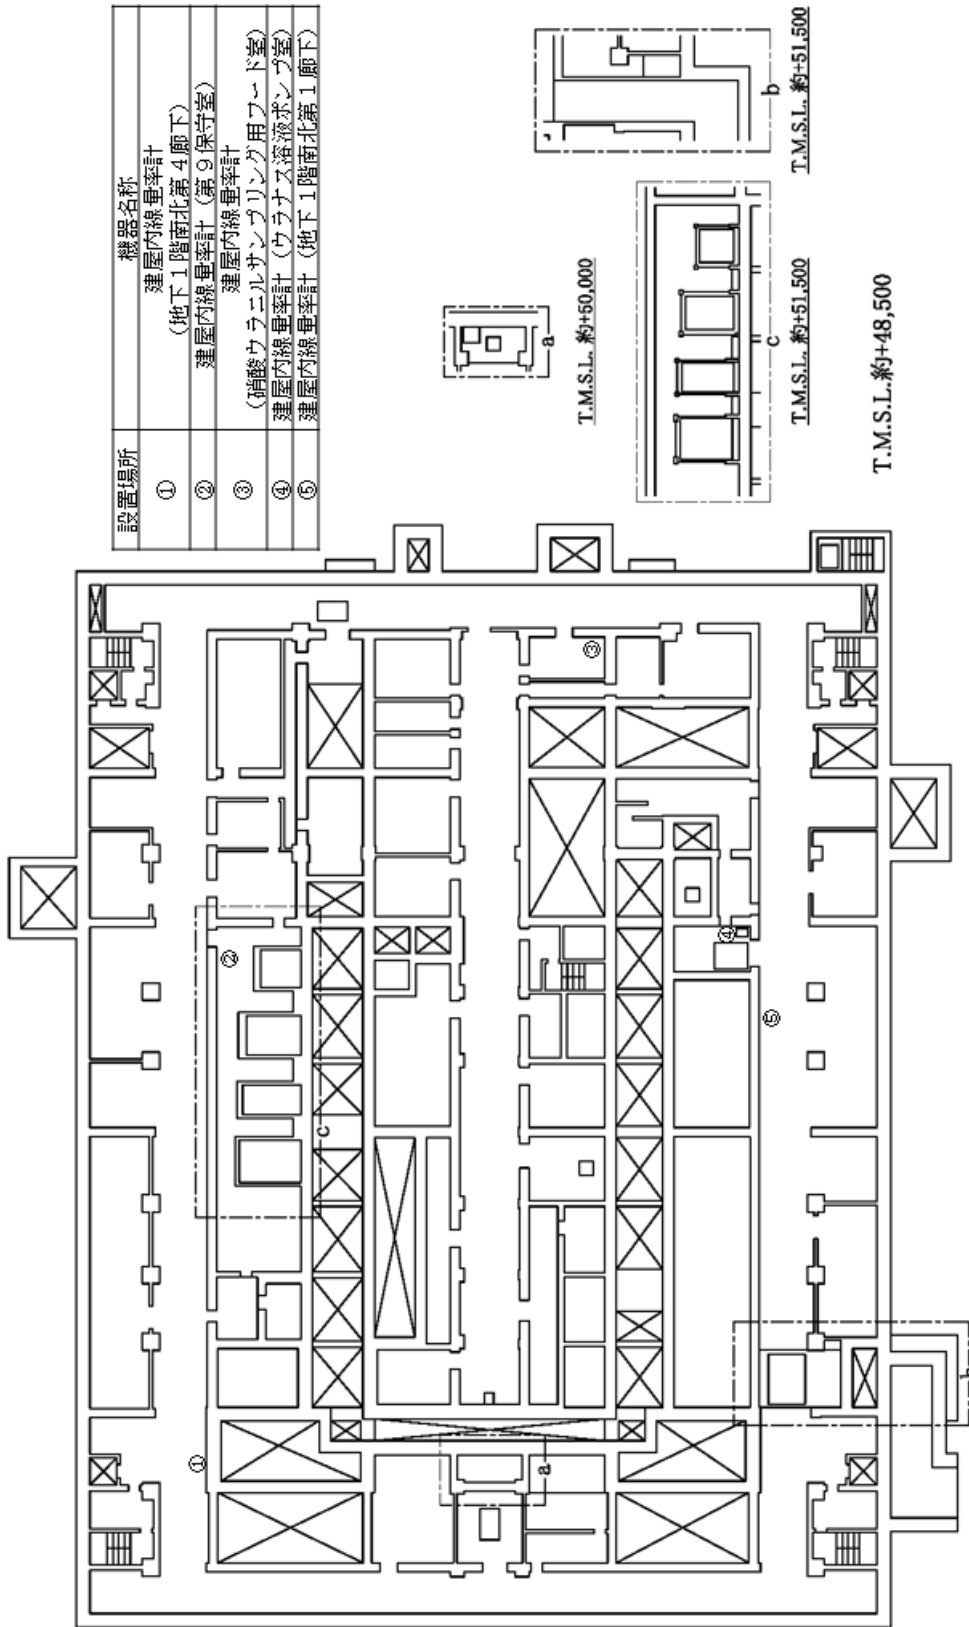 設置場所 機器名称
① 建屋内線量率計
(地下1階南北第4廊下)
② 建屋内線量率計(第9保守室)
③ 建屋内線量率計
(硝酸ウラニルサンプリング用フード室)
④ 建屋内線量率計(ウラナス溶液ポンプ室)
⑤ 建屋内線量率計(地下1階南北第1廊下)
a
T.M.S.L. 約+50,000
b
T.M.S.L. 約+51,500
c
T.M.S.L. 約+51,500
T.M.S.L.約+48,500
①
②
③
④
⑤
a
b
c